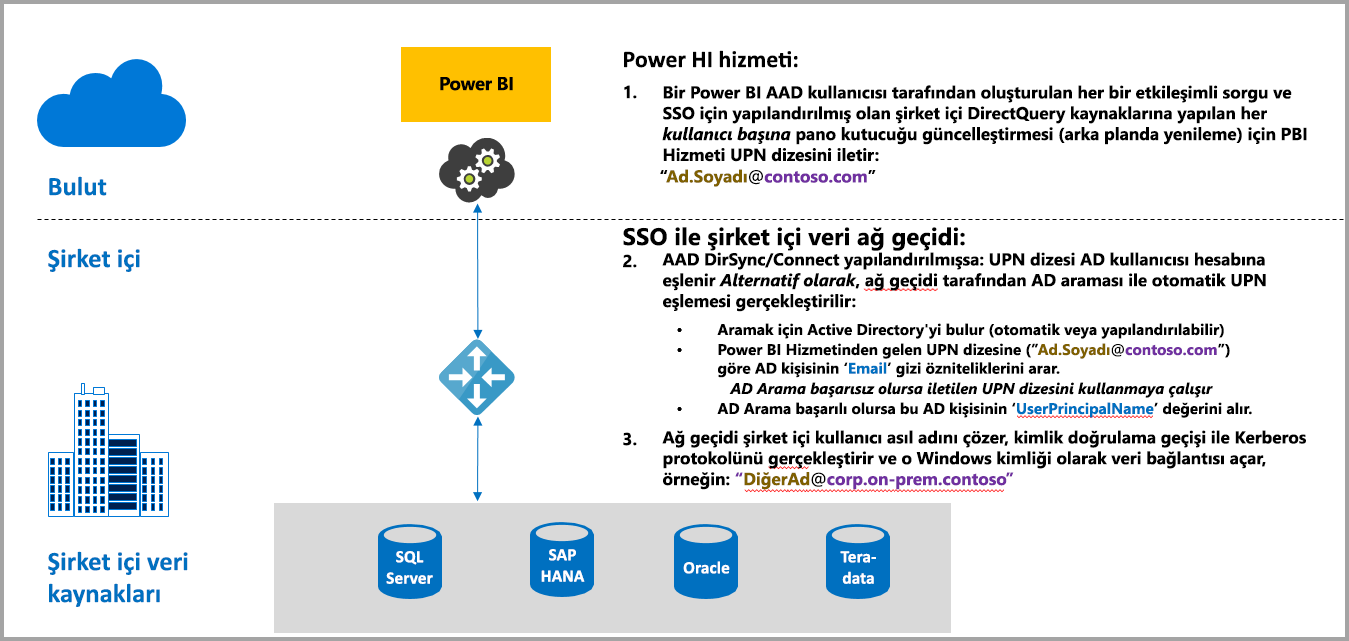 Power BI
Bulut
Power HI hizmeti:
1. Bir Power BI AAD kullanıcısı tarafından oluşturulan her bir etkileşimli sorgu ve
SSO için yapılandırılmış olan şirket içi DirectQuery kaynaklarına yapılan her
kullanıcı başına pano kutucuğu güncelleştirmesi (arka planda yenileme) için PBI
Hizmeti UPN dizesini iletir:
“Ad.Soyadı@contoso.com”
Şirket içi
SSO ile şirket içi veri ağ geçidi:
2. AAD DirSync/Connect yapılandırılmışsa: UPN dizesi AD kullanıcısı hesabına
eşlenir Alternatif olarak, ağ geçidi tarafından AD araması ile otomatik UPN
eşlemesi gerçekleştirilir:
• Aramak için Active Directory'yi bulur (otomatik veya yapılandırılabilir)
• Power BI Hizmetinden gelen UPN dizesine (”Ad.Soyadı@contoso.com”)
göre AD kişisinin ‘Email’ gizi özniteliklerini arar.
AD Arama başarısız olursa iletilen UPN dizesini kullanmaya çalışır
• AD Arama başarılı olursa bu AD kişisinin ‘UserPrincipalName’ değerini alır.
3. Ağ geçidi şirket içi kullanıcı asıl adını çözer, kimlik doğrulama geçişi ile Kerberos
protokolünü gerçekleştirir ve o Windows kimliği olarak veri bağlantısı açar,
örneğin: “DiğerAd@corp.on-prem.contoso”
Şirket içi veri
kaynakları
SQL
Server
SAP
HANA
Oracle
Tera-
data